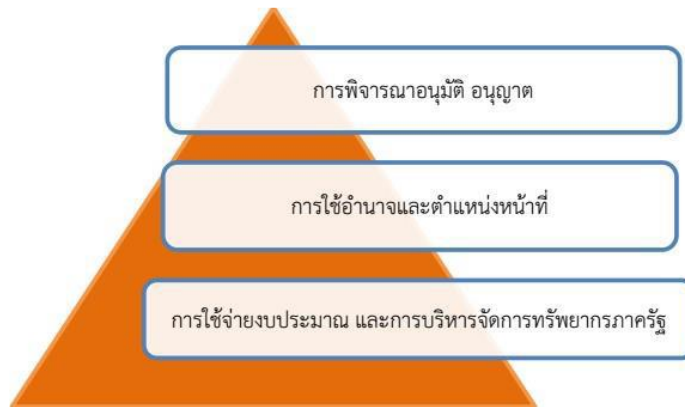 การพิจารณาอนุมัติ อนุญาต
การใช้อำนาจและตำแหน่งหน้าที่
การใช้จ่ายงบประมาณ และการบริหารจัดการทรัพยากรภาครัฐ